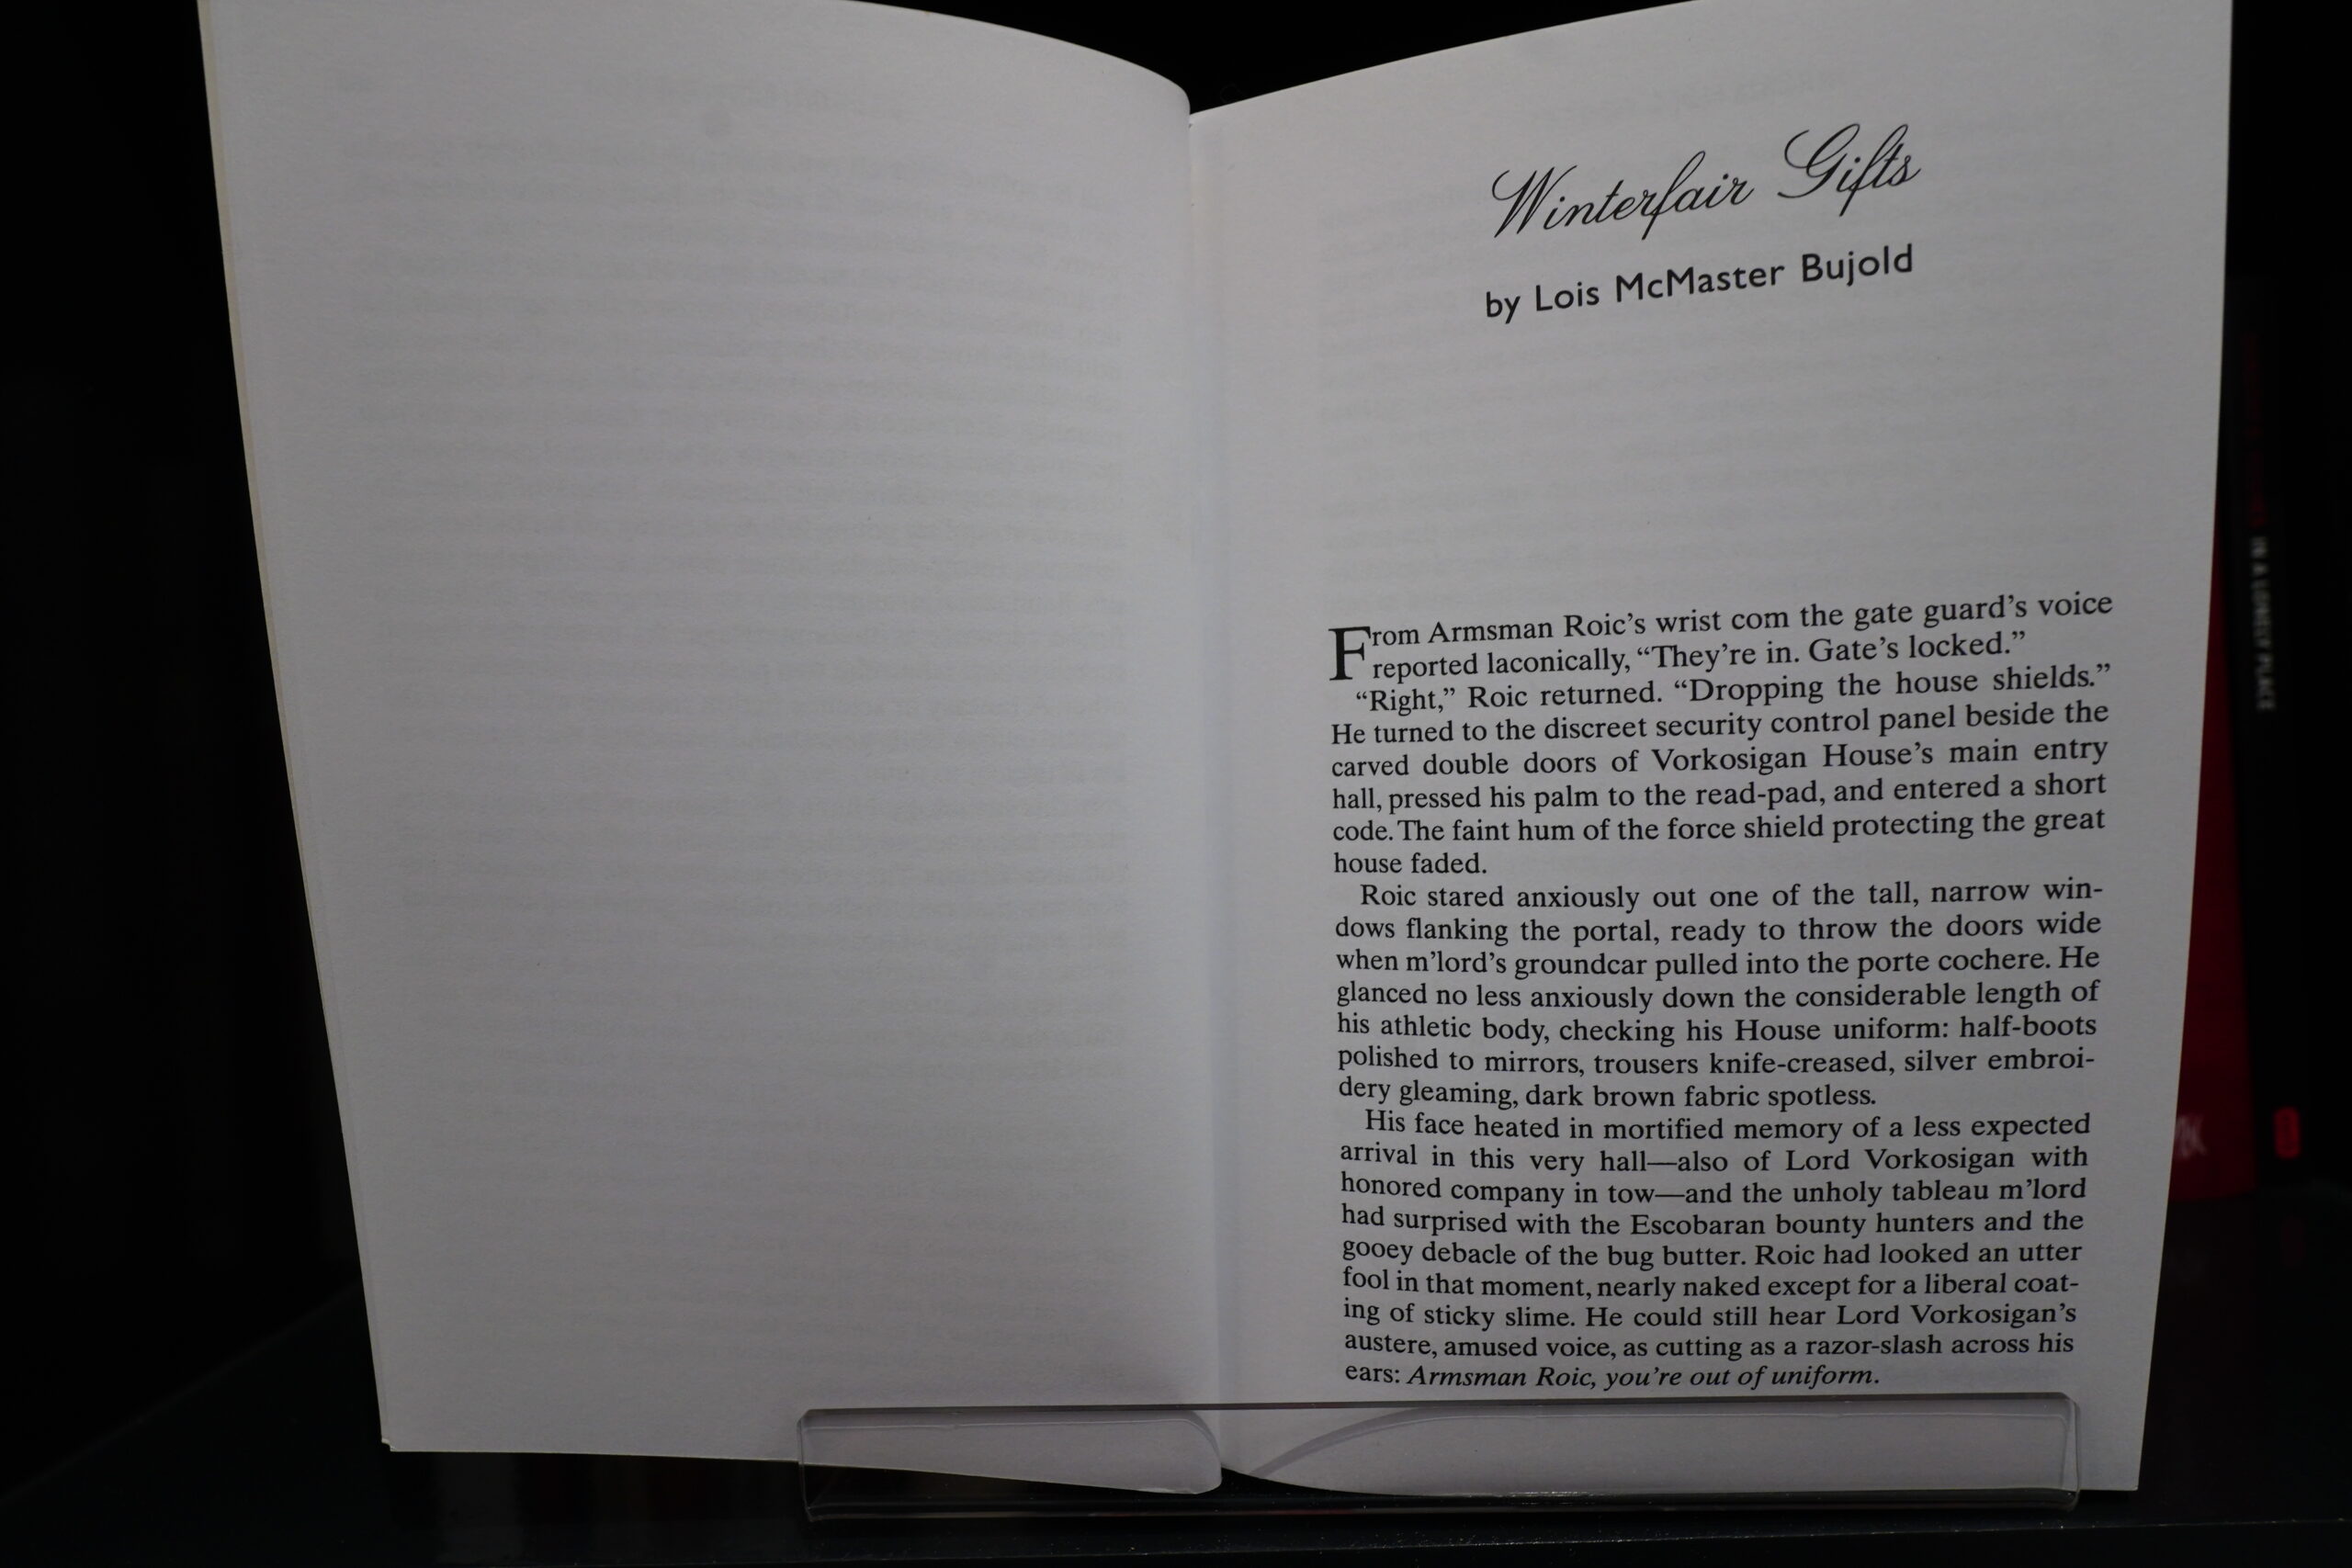 Winterfair Gifts
by Lois McMaster Bujold
From Armsman Roic's wrist com the gate guard's voice
reported laconically, “They're in. Gate's locked.”
“Right,” Roic returned. “Dropping the house shields.”
He turned to the discreet security control panel beside the
carved double doors of Vorkosigan House's main entry
hall, pressed his palm to the read-pad, and entered a short
code. The faint hum of the force shield protecting the great
house faded.
Roic stared anxiously out one of the tall, narrow win-
dows flanking the portal, ready to throw the doors wide
when m'lord's groundcar pulled into the porte cochere. He
glanced no less anxiously down the considerable length of
his athletic body, checking his House uniform: half-boots
polished to mirrors, trousers knife-creased, silver embroi-
dery gleaming, dark brown fabric spotless.
His face heated in mortified memory of a less expected
arrival in this very hall—also of Lord Vorkosigan with
honored company in tow—and the unholy tableau m'lord
had surprised with the Escobaran bounty hunters and the
gooey debacle of the bug butter. Roic had looked an utter
fool in that moment, nearly naked except for a liberal coat-
ing of sticky slime. He could still hear Lord Vorkosigan's
austere, amused voice, as cutting as a razor-slash across his
ears: Armsman Roic, you're out of uniform.
IN A LONELY PLACE